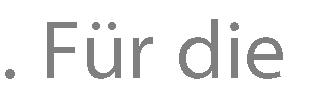 . Für die